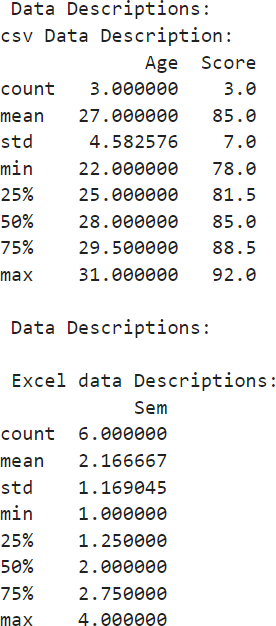 Data Descriptions:
csv Data Description:
Age Score
count 3.000000 3.0
mean 27.000000 85.0
std 4.582576 7.0
min 22.000000 78.0
25% 25.000000 81.5
50% 28.000000 85.0
75% 29.500000 88.5
max 31.000000 92.0
Data Descriptions:
Excel data Descriptions:
Sem
count 6.000000
mean 2.166667
std 1.169045
min 1.000000
25% 1.250000
50% 2.000000
75% 2.750000
max 4.000000